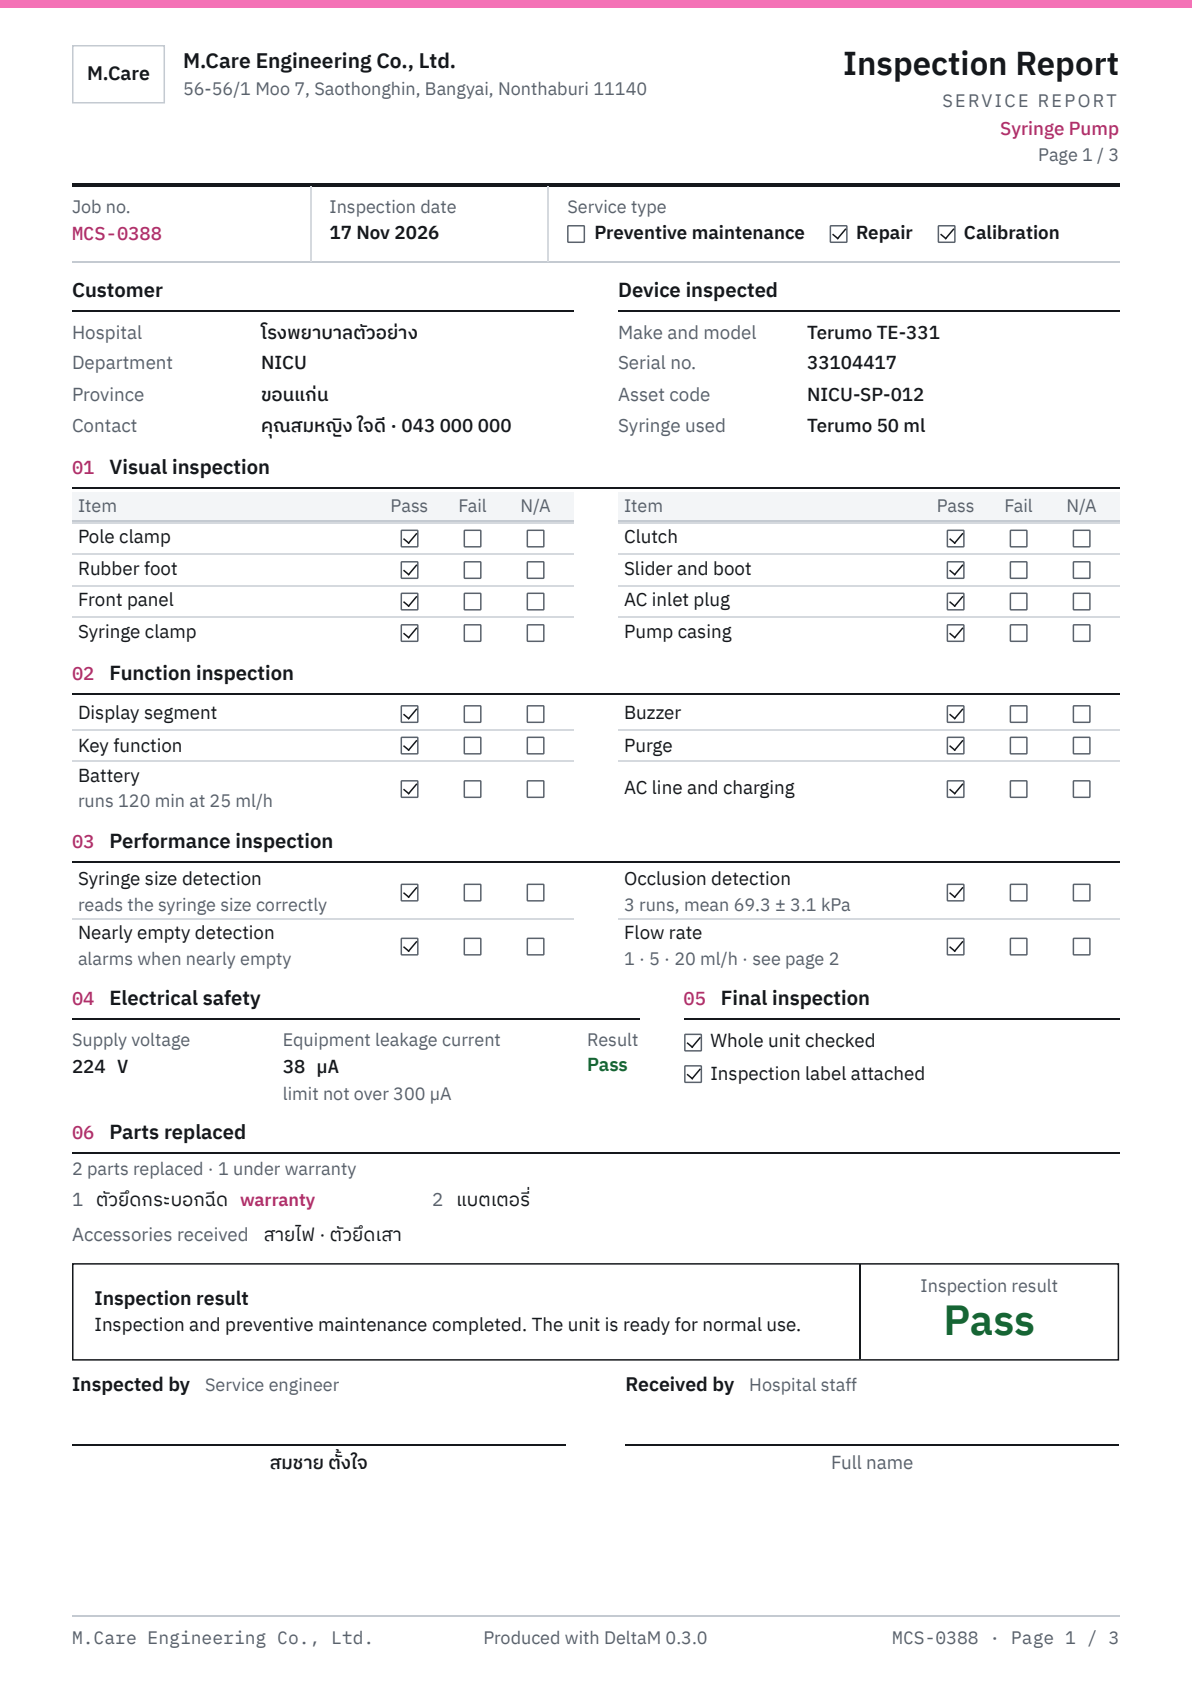 M.Care
M.Care Engineering Co., Ltd.
56-56/1 Moo 7, Saothonghin, Bangyai, Nonthaburi 11140
Inspection Report
SERVICE REPORT
Syringe Pump
Page 1 / 3
Job no.
MCS-0388
Inspection date
17 Nov 2026
Service type
☐ Preventive maintenance ☑ Repair ☑ Calibration
Customer
Hospital โรงพยาบาลตัวอย่าง
Department NICU
Province ขอนแก่น
Contact คุณสมหญิง ใจดี · 043 000 000
Device inspected
Make and model Terumo TE-331
Serial no. 33104417
Asset code NICU-SP-012
Syringe used Terumo 50 ml
01 Visual inspection
Item Pass Fail N/A
Pole clamp ☑ ☐ ☐
Rubber foot ☑ ☐ ☐
Front panel ☑ ☐ ☐
Syringe clamp ☑ ☐ ☐
Item Pass Fail N/A
Clutch ☑ ☐ ☐
Slider and boot ☑ ☐ ☐
AC inlet plug ☑ ☐ ☐
Pump casing ☑ ☐ ☐
02 Function inspection
Display segment ☑ ☐ ☐
Key function ☑ ☐ ☐
Battery ☑ ☐ ☐
runs 120 min at 25 ml/h
Buzzer ☑ ☐ ☐
Purge ☑ ☐ ☐
AC line and charging ☑ ☐ ☐
03 Performance inspection
Syringe size detection ☑ ☐ ☐
reads the syringe size correctly
Nearly empty detection ☑ ☐ ☐
alarms when nearly empty
Occlusion detection ☑ ☐ ☐
3 runs, mean 69.3 ± 3.1 kPa
Flow rate ☑ ☐ ☐
1 · 5 · 20 ml/h · see page 2
04 Electrical safety
Supply voltage
224 V
Equipment leakage current
38 µA
limit not over 300 µA
Result
Pass
05 Final inspection
☑ Whole unit checked
☑ Inspection label attached
06 Parts replaced
2 parts replaced · 1 under warranty
1 ตัวยึดกระบอกฉีด warranty 2 แบตเตอรี่
Accessories received สายไฟ · ตัวยึดเสา
Inspection result
Inspection and preventive maintenance completed. The unit is ready for normal use.
Inspection result
Pass
Inspected by Service engineer
สมชาย ตั้งใจ
Received by Hospital staff
Full name
M.Care Engineering Co., Ltd. Produced with DeltaM 0.3.0 MCS-0388 · Page 1 / 3